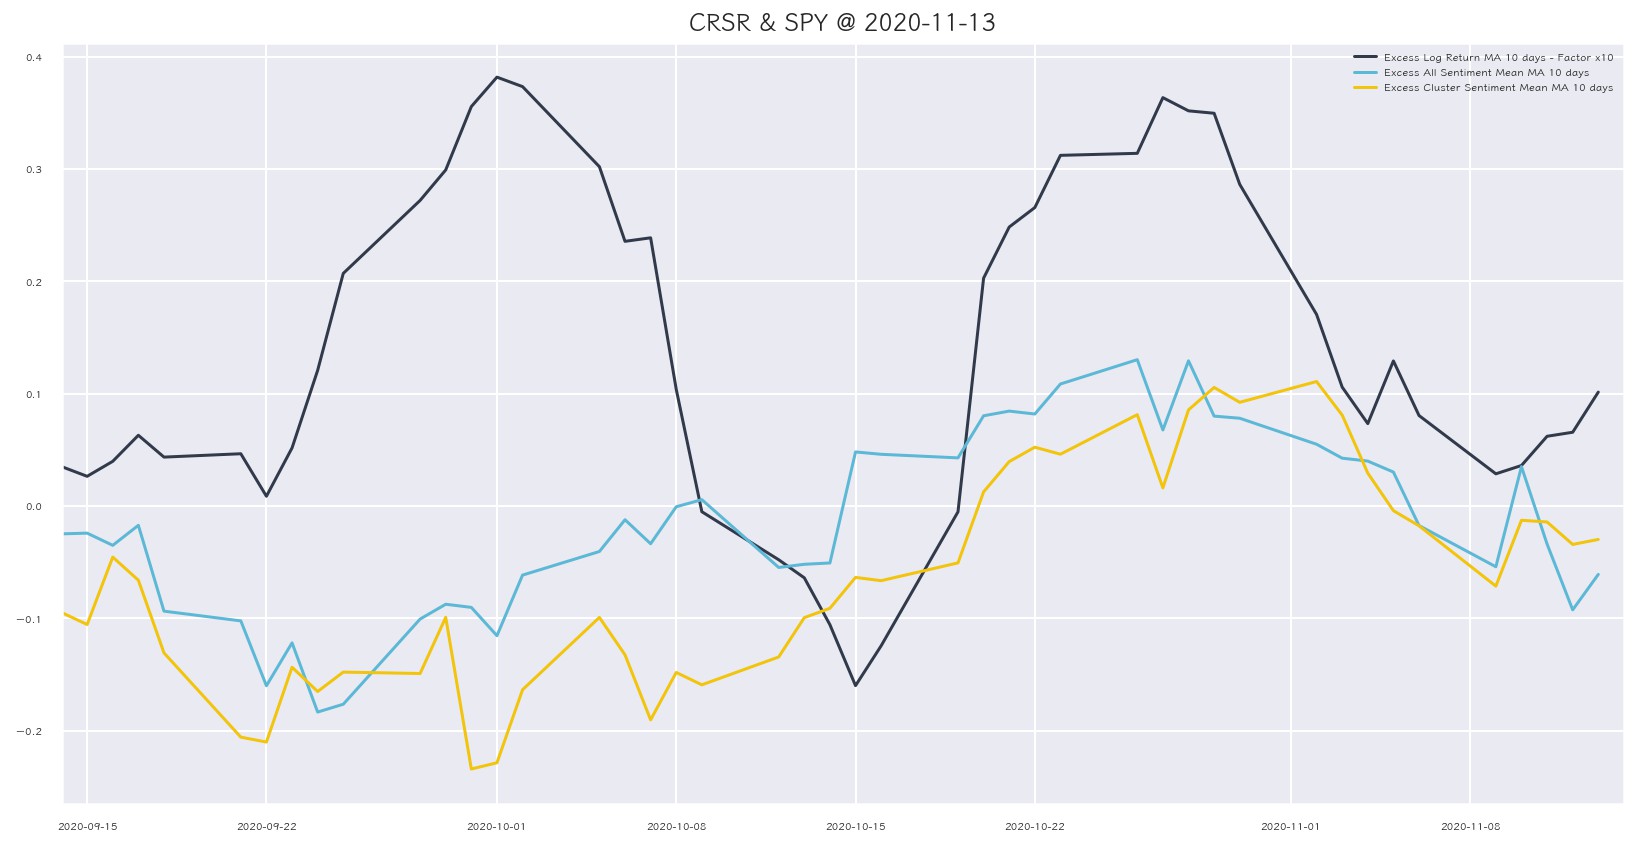 CRSR & SPY @ 2020-11-13
Excess Log Return MA 10 days - Factor x10
Excess All Sentiment Mean MA 10 days
Excess Cluster Sentiment Mean MA 10 days
0.4
0.3
0.2
0.1
0.0
−0.1
−0.2
2020-09-15 2020-09-22 2020-10-01 2020-10-08 2020-10-15 2020-10-22 2020-11-01 2020-11-08